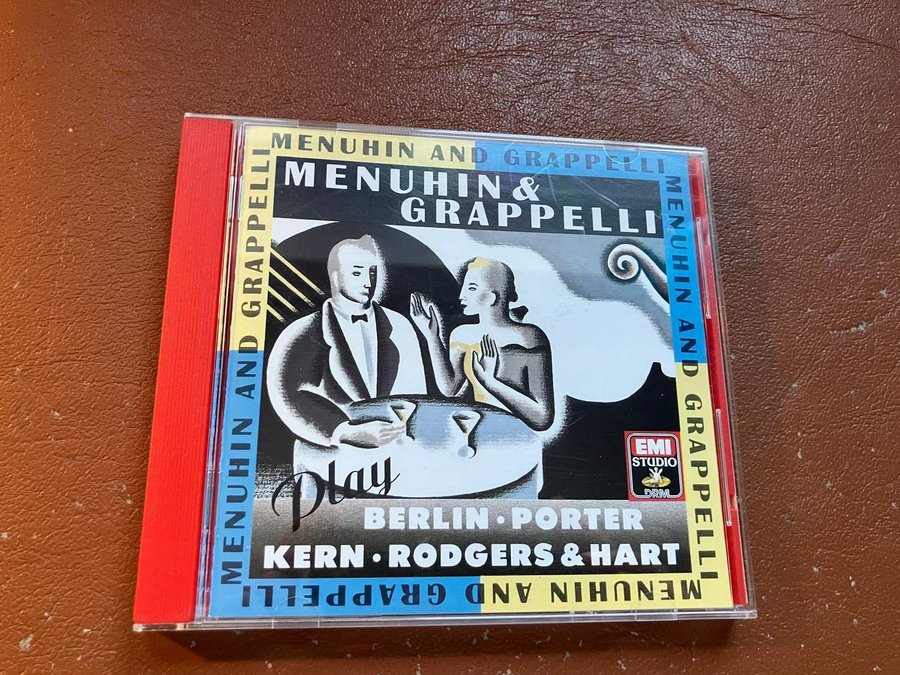 MENUHIN AND GRAPPELLI
MENUHIN &
GRAPPELLI
MENUHIN AND GRAPPELLI
MENUHIN AND GRAPPELLI
EMI
STUDIO
DRM
Play
BERLIN · PORTER
KERN · RODGERS & HART
MENUHIN AND GRAPPELLI